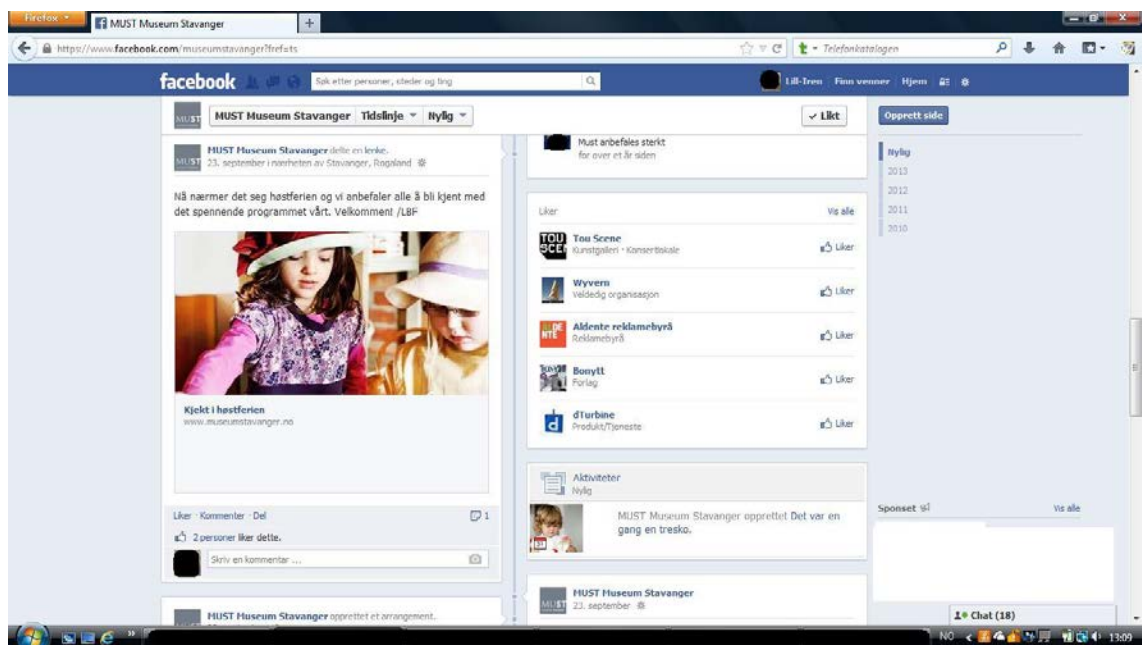 Firefox
MUST Museum Stavanger
https://www.facebook.com/museumstavanger?fref=ts
Telefonkatalogen
facebook
Søk etter personer, steder og ting
Lill-Iren Finn venner Hjem
MUST
MUST Museum Stavanger Tidslinje Nylig
Likt
Opprett side
Nylig
2013
2012
2011
2010
MUST
MUST Museum Stavanger delte en lenke.
23. september i nærheten av Stavanger, Rogaland
Nå nærmer det seg høstferien og vi anbefaler alle å bli kjent med
det spennende programmet vårt. Velkommen! /LBF
Kjekt i høstferien
www.museumstavanger.no
Liker · Kommenter · Del
1
2 personer liker dette.
Skriv en kommentar ...
MUST Museum Stavanger opprettet et arrangement.
Must anbefales sterkt
for over et år siden
Liker Vis alle
TOU
SCEN
Tou Scene
Kunstgalleri · Konsertlokale
Liker
Wyvern
Veldedig organisasjon
Liker
Aldente reklamebyrå
Reklamebyrå
Liker
Bonytt
Forlag
Liker
d
dTurbine
Produkt/Tjeneste
Liker
Aktiviteter
Nylig
31
MUST Museum Stavanger opprettet Det var en
gang en tresko.
MUST
MUST Museum Stavanger
23. september
Sponset Vis alle
Chat (18)
NO 13:09